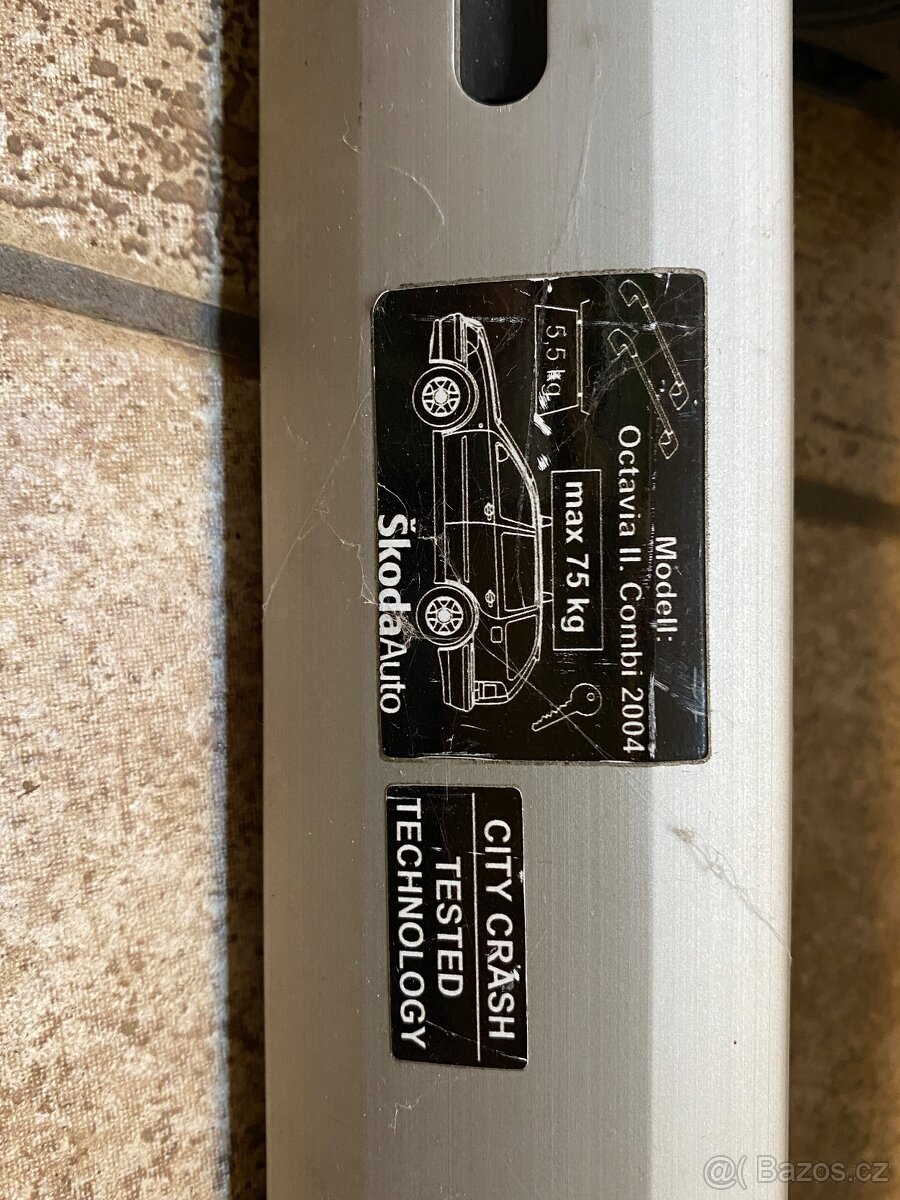 Modell:
Octavia II. Combi 2004
5,5 kg
max 75 kg
ŠkodaAuto
CITY CRASH
TESTED
TECHNOLOGY
@( Bazos.cz